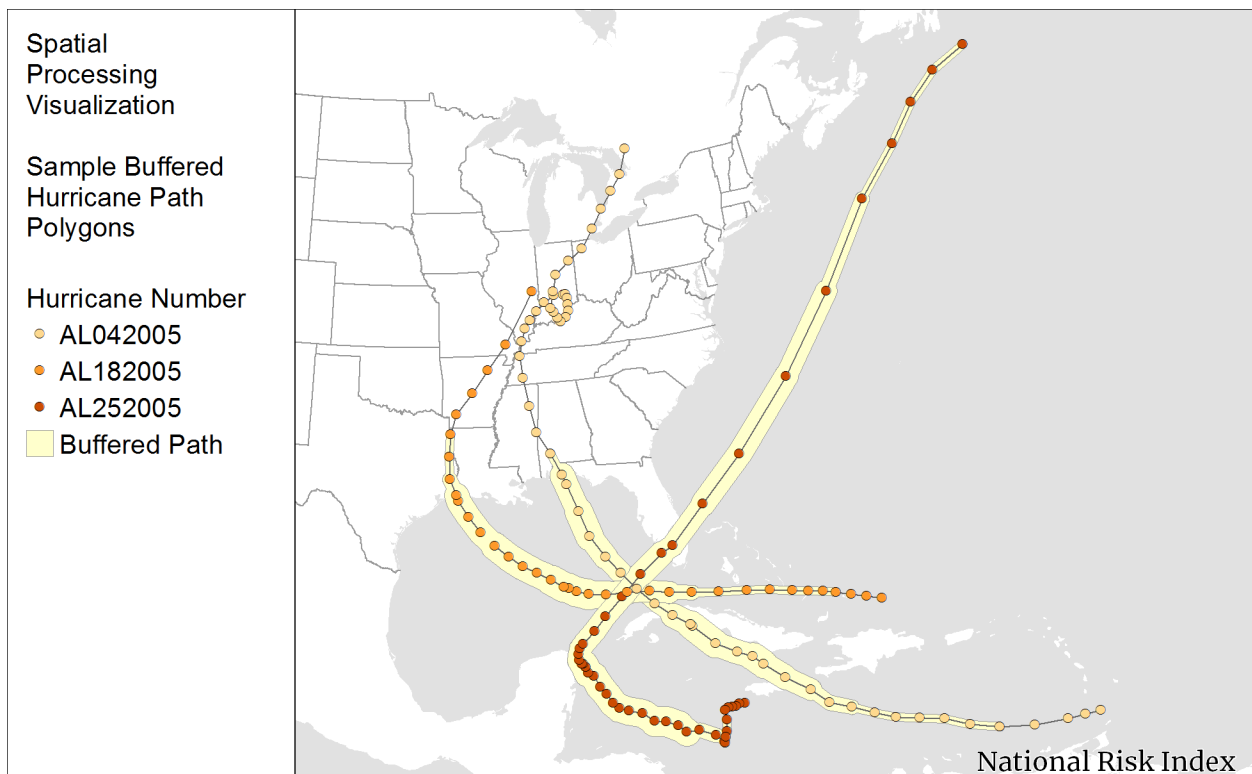 Spatial
Processing
Visualization
Sample Buffered
Hurricane Path
Polygons
Hurricane Number
AL042005
AL182005
AL252005
Buffered Path
National Risk Index